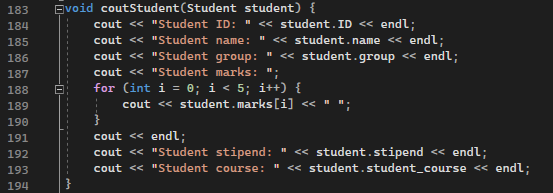 183 void coutStudent(Student student) {
184 cout << "Student ID: " << student.ID << endl;
185 cout << "Student name: " << student.name << endl;
186 cout << "Student group: " << student.group << endl;
187 cout << "Student marks: ";
188 for (int i = 0; i < 5; i++) {
189 cout << student.marks[i] << " ";
190 }
191 cout << endl;
192 cout << "Student stipend: " << student.stipend << endl;
193 cout << "Student course: " << student.student_course << endl;
194 }